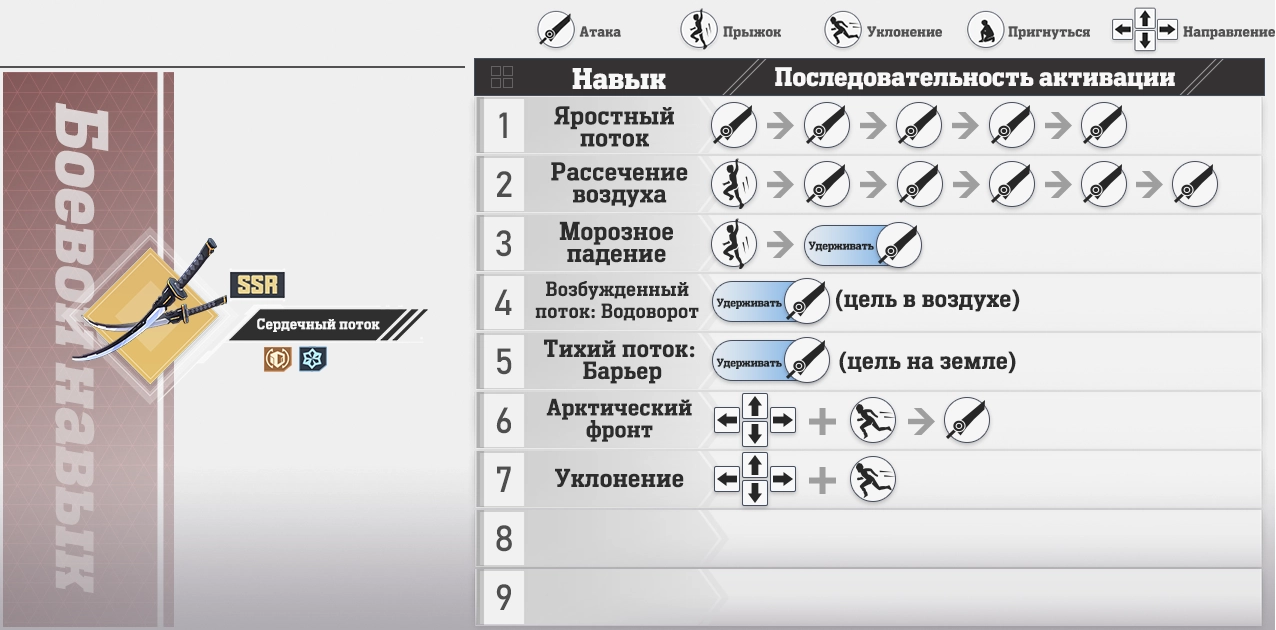 Атака
Прыжок
Уклонение
Пригнуться
Направление
Боевой навык
SSR
Сердечный поток
Навык
Последовательность активации
1
Яростный
поток
2
Рассечение
воздуха
3
Морозное
падение
Удерживать
4
Возбужденный
поток: Водоворот
Удерживать
(цель в воздухе)
5
Тихий поток:
Барьер
Удерживать
(цель на земле)
6
Арктический
фронт
+
7
Уклонение
+
8
9